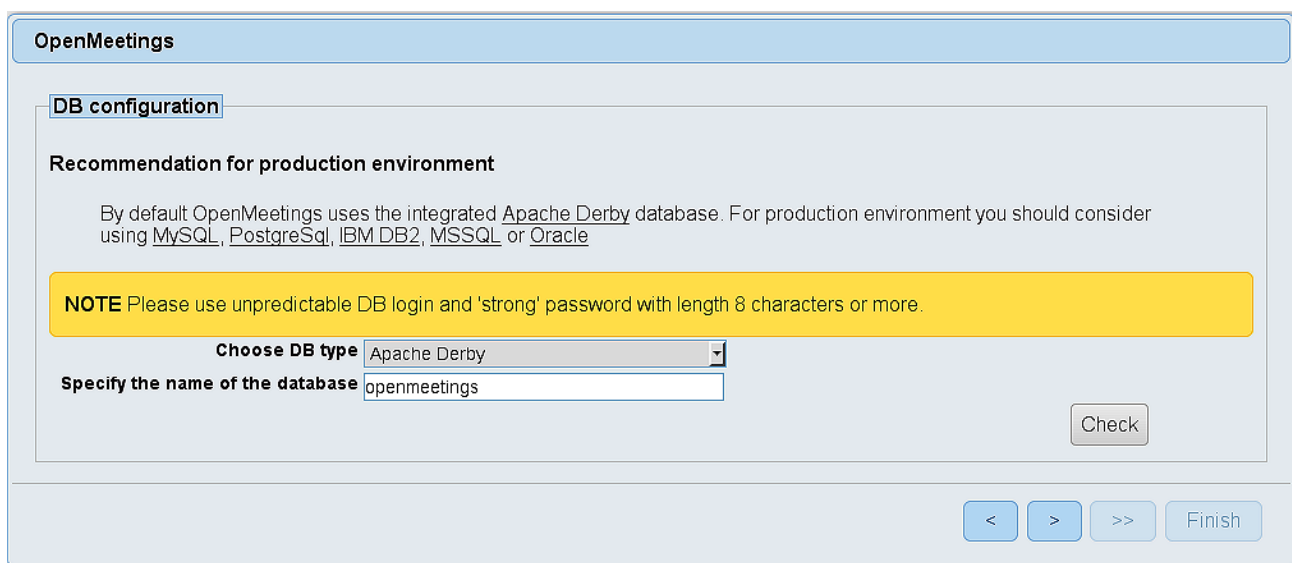 OpenMeetings
DB configuration
Recommendation for production environment
By default OpenMeetings uses the integrated Apache Derby database. For production environment you should consider
using MySQL, PostgreSql, IBM DB2, MSSQL or Oracle
NOTE Please use unpredictable DB login and 'strong' password with length 8 characters or more.
Choose DB type Apache Derby
Specify the name of the database openmeetings
Check
< > >> Finish